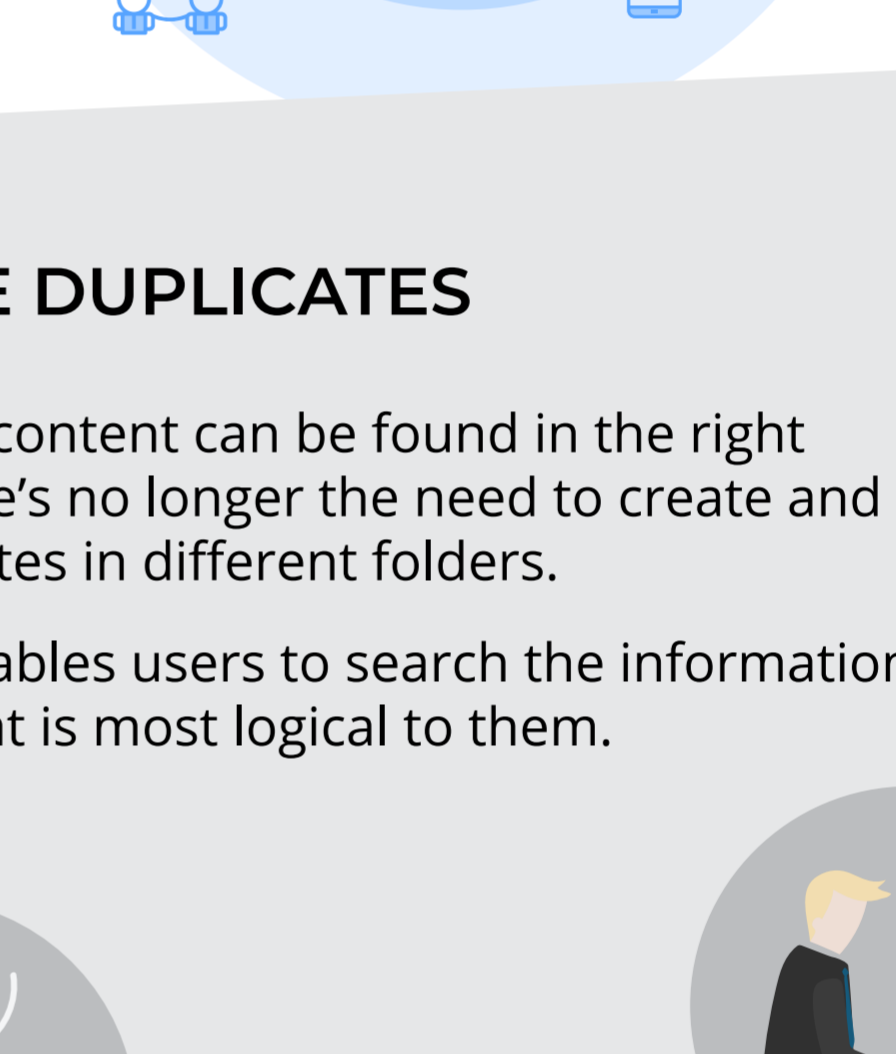 E DUPLICATES
content can be found in the right
e’s no longer the need to create and
tes in different folders.
ables users to search the information
t is most logical to them.